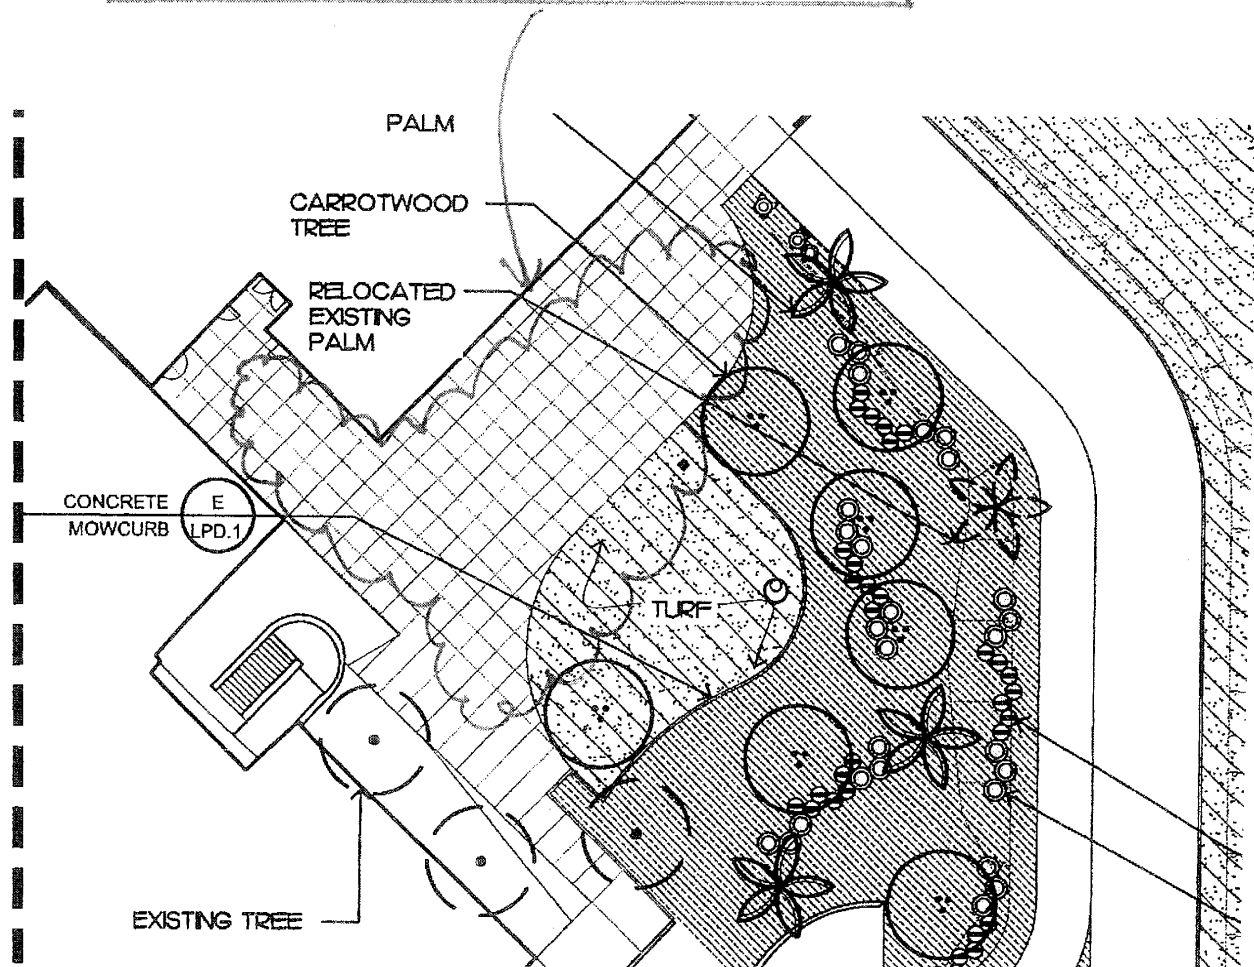 PALM
CARROTWOOD
TREE
RELOCATED
EXISTING
PALM
CONCRETE
MOWCURB
E
LPD.1
TURF
EXISTING TREE